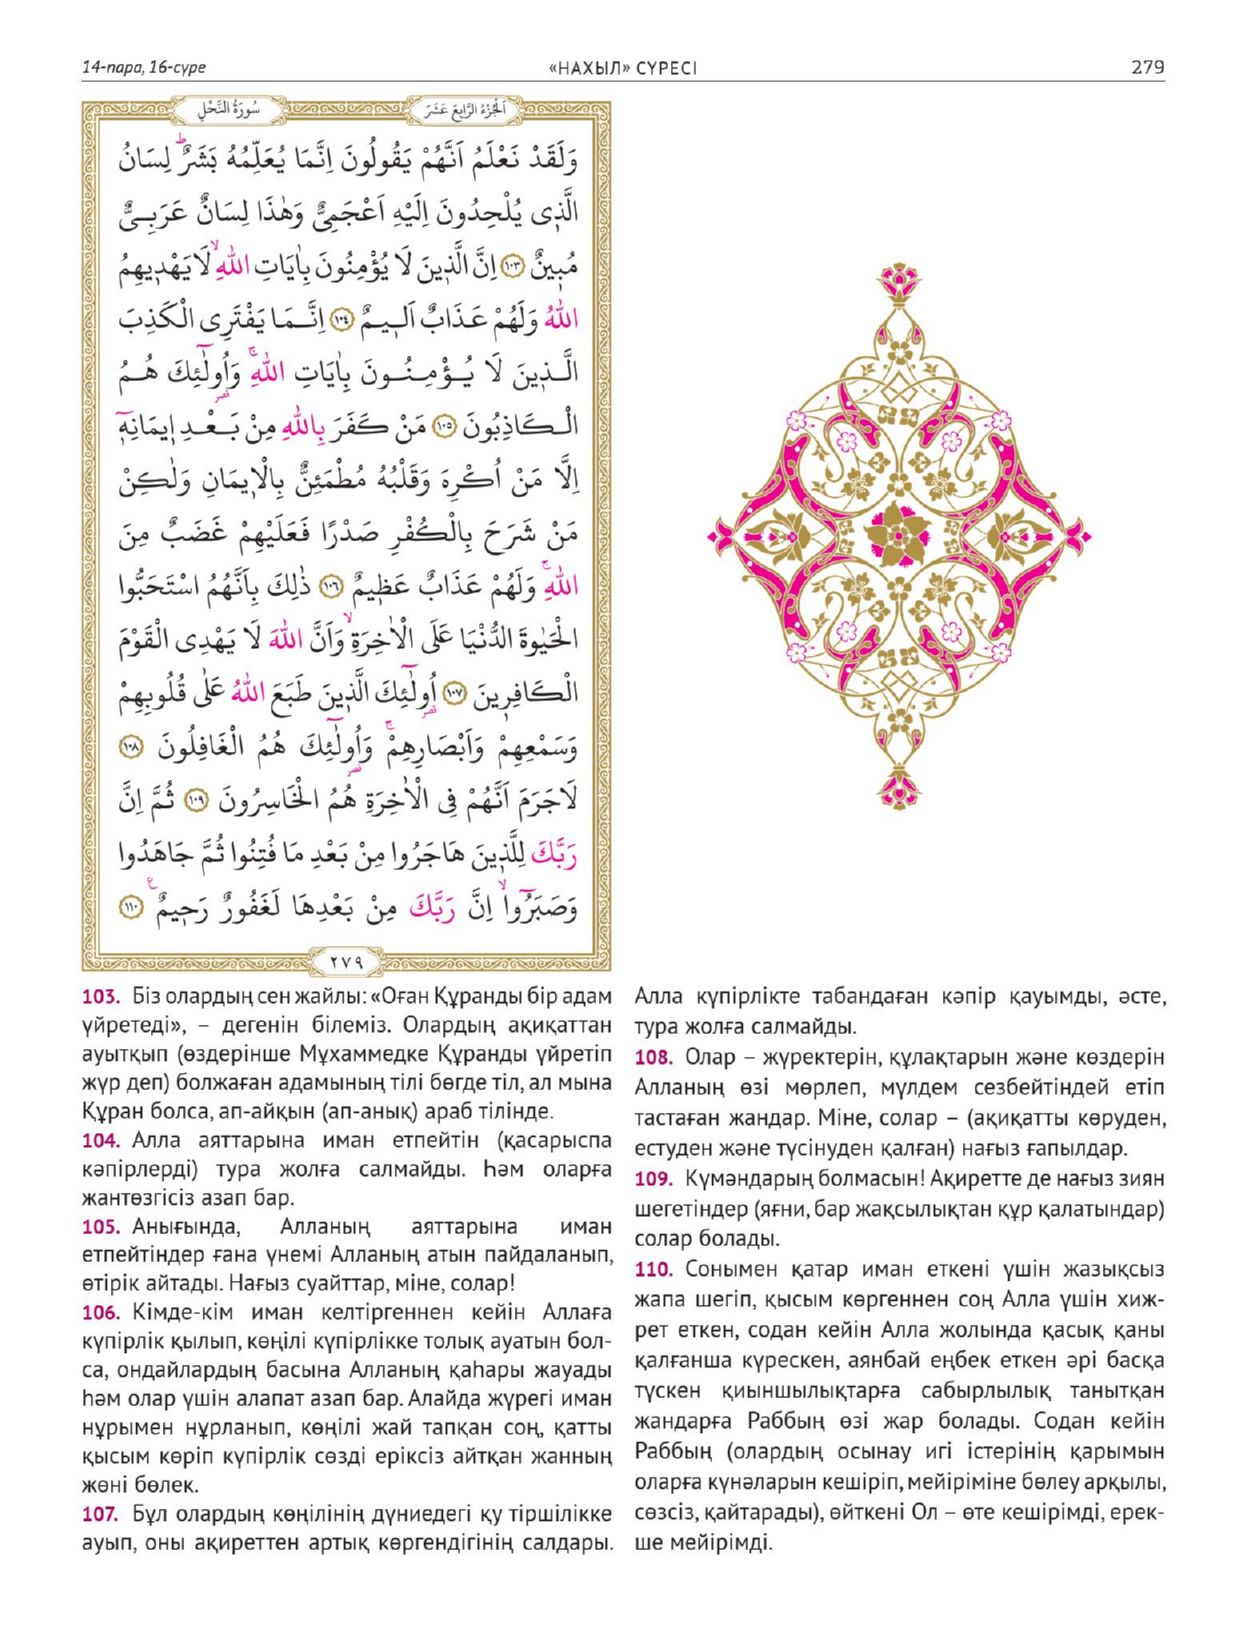 14-пара, 16-сүре
«НАХЫЛ» СҮРЕСІ
279
سُورَةُ النَّحْلِ
اَلْجُزْءُ الرَّابِعَ عَشَرَ
وَلَقَدْ نَعْلَمُ اَنَّهُمْ يَقُولُونَ اِنَّمَا يُعَلِّمُهُ بَشَرٌۜ لِسَانُ
الَّذ۪ي يُلْحِدُونَ اِلَيْهِ اَعْجَمِيٌّ وَهٰذَا لِسَانٌ عَرَبِيٌّ
مُب۪ينٌ ﴿١٠٣﴾ اِنَّ الَّذ۪ينَ لَا يُؤْمِنُونَ بِاٰيَاتِ اللّٰهِۙ لَا يَهْد۪يهِمُ
اللّٰهُ وَلَهُمْ عَذَابٌ اَل۪يمٌ ﴿١٠٤﴾ اِنَّمَا يَفْتَرِى الْكَذِبَ
الَّذ۪ينَ لَا يُؤْمِنُونَ بِاٰيَاتِ اللّٰهِۚ وَاُو۬لٰٓئِكَ هُمُ
الْكَاذِبُونَ ﴿١٠٥﴾ مَنْ كَفَرَ بِاللّٰهِ مِنْ بَعْدِ ا۪يمَانِه۪ٓ
اِلَّا مَنْ اُكْرِهَ وَقَلْبُهُ مُطْمَئِنٌّ بِالْا۪يمَانِ وَلٰكِنْ
مَنْ شَرَحَ بِالْكُفْرِ صَدْرًا فَعَلَيْهِمْ غَضَبٌ مِنَ
اللّٰهِۚ وَلَهُمْ عَذَابٌ عَظ۪يمٌ ﴿١٠٦﴾ ذٰلِكَ بِاَنَّهُمُ اسْتَحَبُّوا
الْحَيٰوةَ الدُّنْيَا عَلَى الْاٰخِرَةِۙ وَاَنَّ اللّٰهَ لَا يَهْدِى الْقَوْمَ
الْكَافِر۪ينَ ﴿١٠٧﴾ اُو۬لٰٓئِكَ الَّذ۪ينَ طَبَعَ اللّٰهُ عَلٰى قُلُوبِهِمْ
وَسَمْعِهِمْ وَاَبْصَارِهِمْۚ وَاُو۬لٰٓئِكَ هُمُ الْغَافِلُونَ ﴿١٠٨﴾
لَاجَرَمَ اَنَّهُمْ فِى الْاٰخِرَةِ هُمُ الْخَاسِرُونَ ﴿١٠٩﴾ ثُمَّ اِنَّ
رَبَّكَ لِلَّذ۪ينَ هَاجَرُوا مِنْ بَعْدِ مَا فُتِنُوا ثُمَّ جَاهَدُوا
وَصَبَرُٓواۙ اِنَّ رَبَّكَ مِنْ بَعْدِهَا لَغَفُورٌ رَح۪يمٌۚ ﴿١١٠﴾
٢٧٩
103. Біз олардың сен жайлы: «Оған Құранды бір адам
үйретеді», – дегенін білеміз. Олардың ақиқаттан
ауытқып (өздерінше Мұхаммедке Құранды үйретіп
жүр деп) болжаған адамының тілі бөгде тіл, ал мына
Құран болса, ап-айқын (ап-анық) араб тілінде.
104. Алла аяттарына иман етпейтін (қасарыспа
кәпірлерді) тура жолға салмайды. Һәм оларға
жантөзгісіз азап бар.
105. Анығында, Алланың аяттарына иман
етпейтіндер ғана үнемі Алланың атын пайдаланып,
өтірік айтады. Нағыз суайттар, міне, солар!
106. Кімде-кім иман келтіргеннен кейін Аллаға
күпірлік қылып, көңілі күпірлікке толық ауатын бол-
са, ондайлардың басына Алланың қаһары жауады
һәм олар үшін алапат азап бар. Алайда жүрегі иман
нұрымен нұрланып, көңілі жай тапқан соң, қатты
қысым көріп күпірлік сөзді еріксіз айтқан жанның
жөні бөлек.
107. Бұл олардың көңілінің дүниедегі қу тіршілікке
ауып, оны ақиреттен артық көргендігінің салдары.
Алла күпірлікте табандаған кәпір қауымды, әсте,
тура жолға салмайды.
108. Олар – жүректерін, құлақтарын және көздерін
Алланың өзі мөрлеп, мүлдем сезбейтіндей етіп
тастаған жандар. Міне, солар – (ақиқатты көруден,
естуден және түсінуден қалған) нағыз ғапылдар.
109. Күмәндарың болмасын! Ақиретте де нағыз зиян
шегетіндер (яғни, бар жақсылықтан құр қалатындар)
солар болады.
110. Сонымен қатар иман еткені үшін жазықсыз
жапа шегіп, қысым көргеннен соң Алла үшін хиж-
рет еткен, содан кейін Алла жолында қасық қаны
қалғанша күрескен, аянбай еңбек еткен әрі басқа
түскен қиыншылықтарға сабырлылық танытқан
жандарға Раббың өзі жар болады. Содан кейін
Раббың (олардың осынау игі істерінің қарымын
оларға күнәларын кешіріп, мейіріміне бөлеу арқылы,
сөзсіз, қайтарады), өйткені Ол – өте кешірімді, ерек-
ше мейірімді.